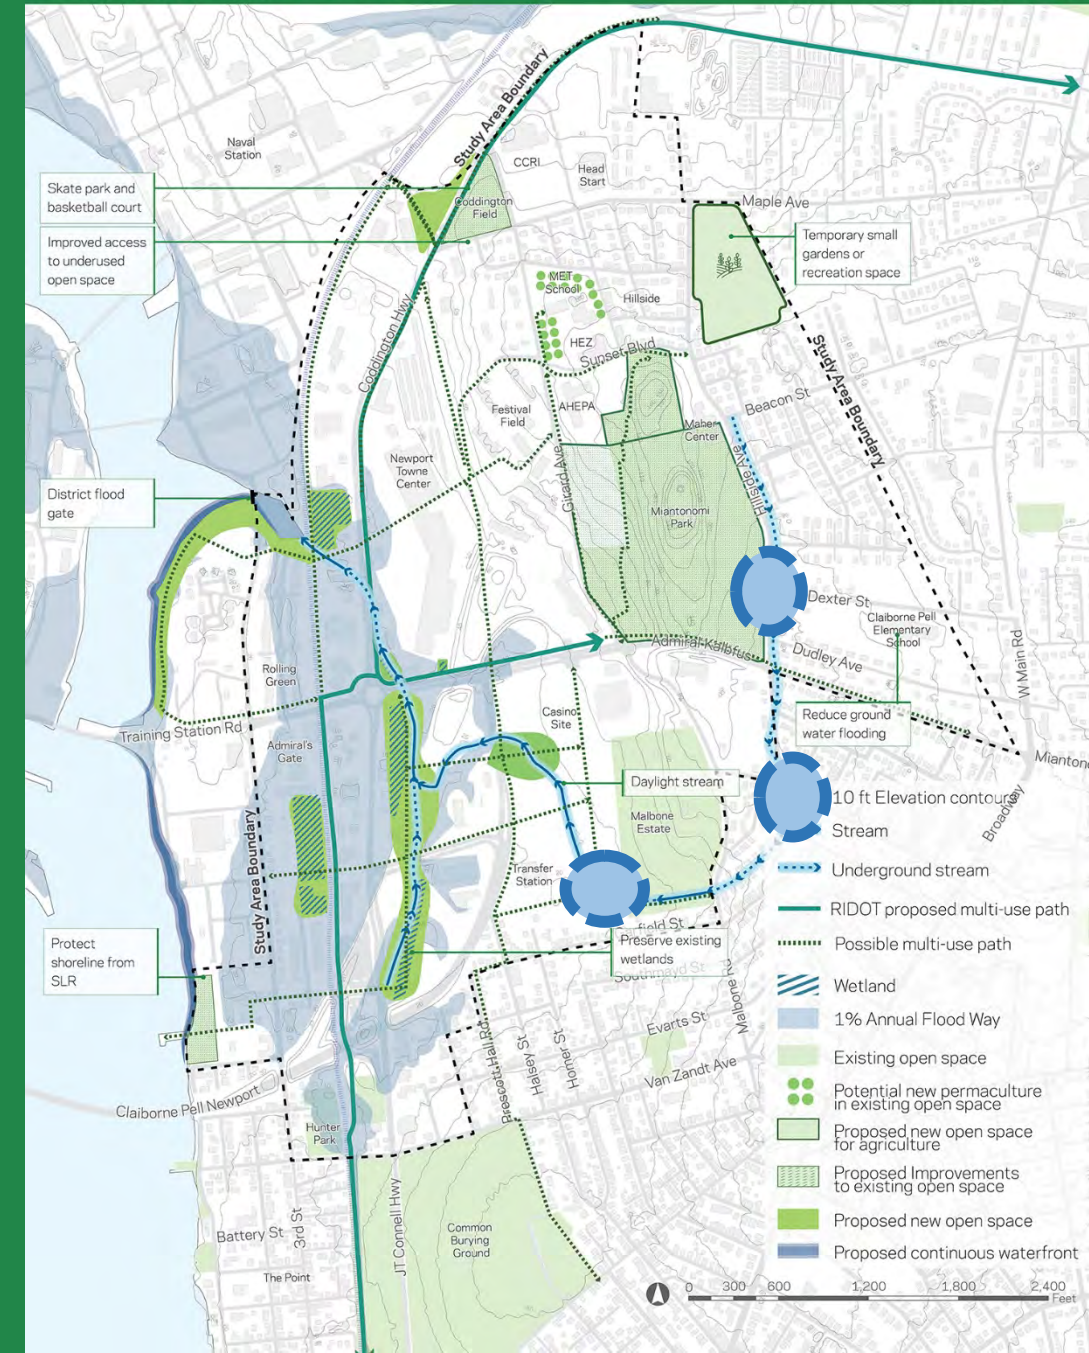 Study Area Boundary
Naval
Station
CCRI
Head
Start
Skate park and
basketball court
Coddington
Field
Maple Ave
Improved access
to underused
open space
Temporary small
gardens or
recreation space
MET
School
Hillside
Coddington Hwy
HEZ
Sunset Blvd
Study Area Boundary
Beacon St
Festival
Field
AHEPA
Maher
Center
Newport
Towne
Center
Girard Ave
Hillside Ave
District flood
gate
Miantonomi
Park
Dexter St
Claiborne Pell
Elementary
School
Admiral Kalbfus
Dudley Ave
W Main Rd
Rolling
Green
Casino
Site
Reduce ground
water flooding
Training Station Rd
Admiral's
Gate
Miantono
Daylight stream
10 ft Elevation contours
Broadway
Malbone
Estate
Stream
Study Area Boundary
Transfer
Station
Underground stream
RIDOT proposed multi-use path
Protect
shoreline from
SLR
Preserve existing
wetlands
Possible multi-use path
Southmayd St
Malbone Rd
Wetland
Evarts St
1% Annual Flood Way
Prescott Hall Rd
Halsey St
Homer St
Existing open space
Van Zandt Ave
Potential new permaculture
in existing open space
Claiborne Pell Newport
Hunter
Park
Proposed new open space
for agriculture
Proposed Improvements
to existing open space
Battery St
3rd St
JT Connell Hwy
Common
Burying
Ground
Proposed new open space
Proposed continuous waterfront
The Point
0 300 600 1,200 1,800 2,400
Feet